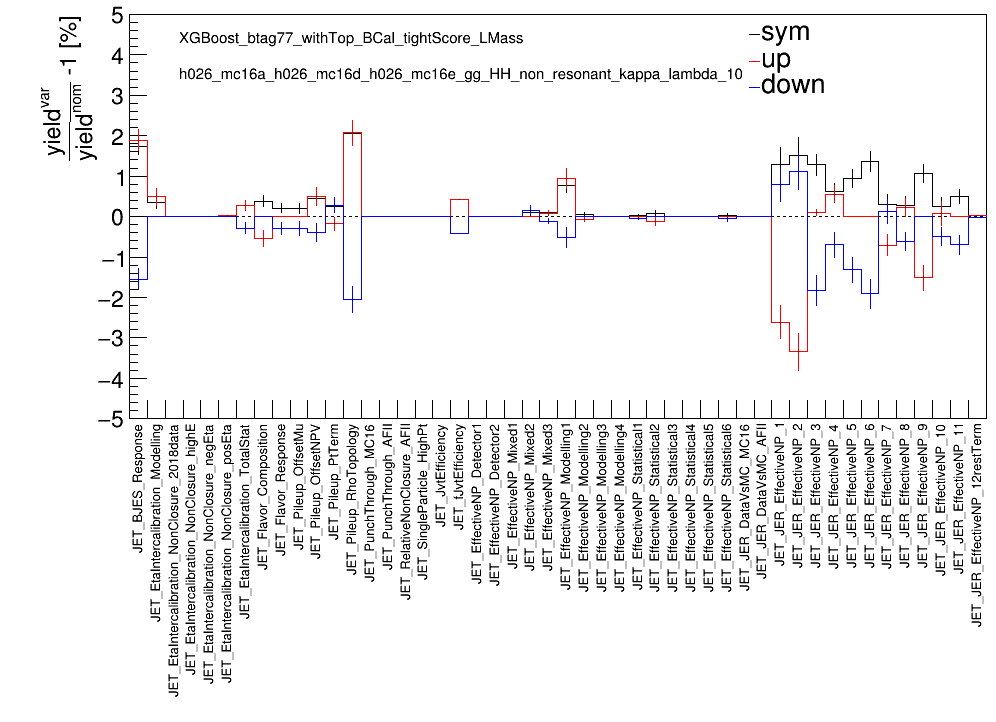 yield^var
yield^nom -1 [%]
5
4
3
2
1
0
−1
−2
−3
−4
−5
XGBoost_btag77_withTop_BCal_tightScore_LMass
h026_mc16a_h026_mc16d_h026_mc16e_gg_HH_non_resonant_kappa_lambda_10
sym
up
down
JET_BJES_Response
JET_EtaIntercalibration_Modelling
JET_EtaIntercalibration_NonClosure_2018data
JET_EtaIntercalibration_NonClosure_highE
JET_EtaIntercalibration_NonClosure_negEta
JET_EtaIntercalibration_NonClosure_posEta
JET_EtaIntercalibration_TotalStat
JET_Flavor_Composition
JET_Flavor_Response
JET_Pileup_OffsetMu
JET_Pileup_OffsetNPV
JET_Pileup_PtTerm
JET_Pileup_RhoTopology
JET_PunchThrough_MC16
JET_PunchThrough_AFII
JET_RelativeNonClosure_AFII
JET_SingleParticle_HighPt
JET_JvtEfficiency
JET_fJvtEfficiency
JET_EffectiveNP_Detector1
JET_EffectiveNP_Detector2
JET_EffectiveNP_Mixed1
JET_EffectiveNP_Mixed2
JET_EffectiveNP_Mixed3
JET_EffectiveNP_Modelling1
JET_EffectiveNP_Modelling2
JET_EffectiveNP_Modelling3
JET_EffectiveNP_Modelling4
JET_EffectiveNP_Statistical1
JET_EffectiveNP_Statistical2
JET_EffectiveNP_Statistical3
JET_EffectiveNP_Statistical4
JET_EffectiveNP_Statistical5
JET_EffectiveNP_Statistical6
JET_JER_DataVsMC_MC16
JET_JER_DataVsMC_AFII
JET_JER_EffectiveNP_1
JET_JER_EffectiveNP_2
JET_JER_EffectiveNP_3
JET_JER_EffectiveNP_4
JET_JER_EffectiveNP_5
JET_JER_EffectiveNP_6
JET_JER_EffectiveNP_7
JET_JER_EffectiveNP_8
JET_JER_EffectiveNP_9
JET_JER_EffectiveNP_10
JET_JER_EffectiveNP_11
JET_JER_EffectiveNP_12restTerm